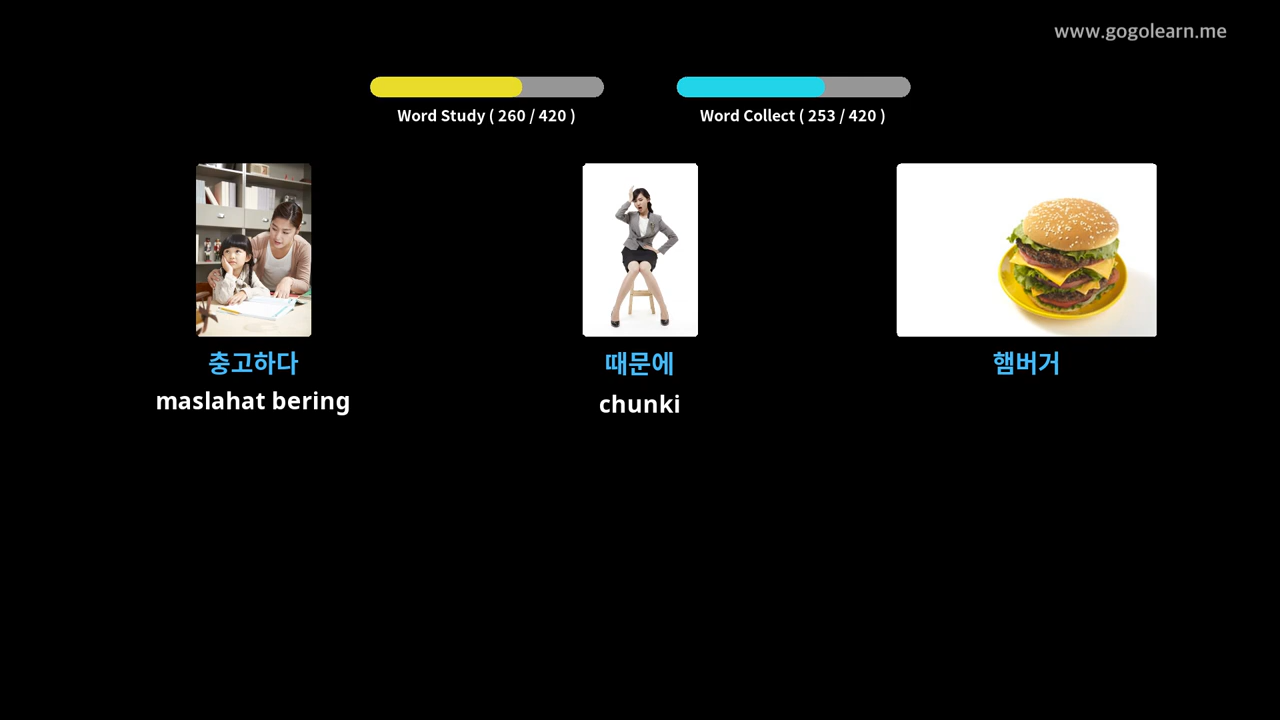 www.gogolearn.me
Word Study ( 260 / 420 )
Word Collect ( 253 / 420 )
충고하다
때문에
햄버거
maslahat bering
chunki